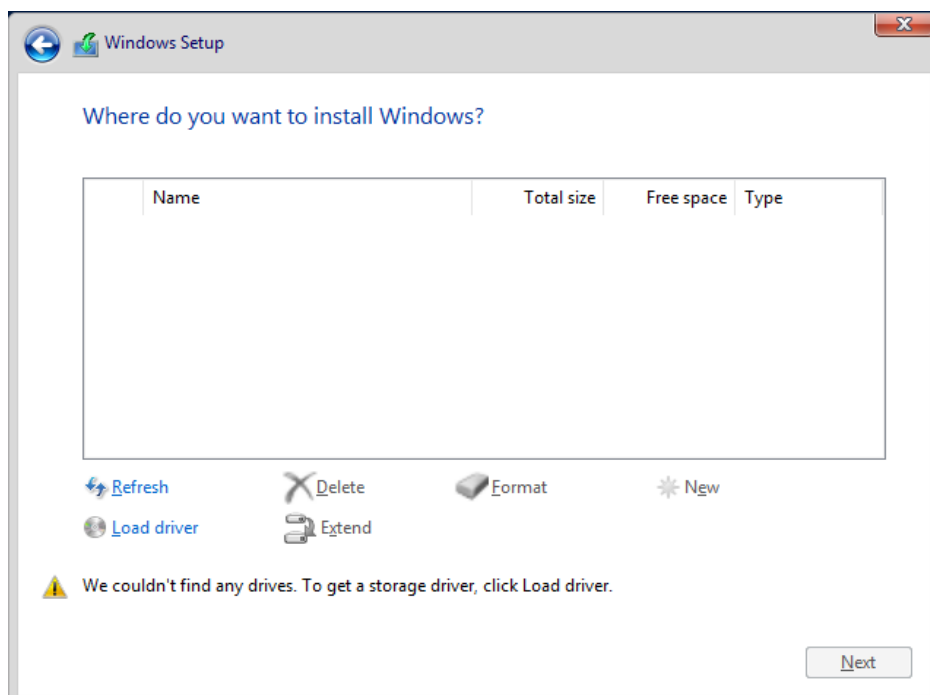 Windows Setup
Where do you want to install Windows?
Name Total size Free space Type
Refresh Delete Format New
Load driver Extend
We couldn't find any drives. To get a storage driver, click Load driver.
Next